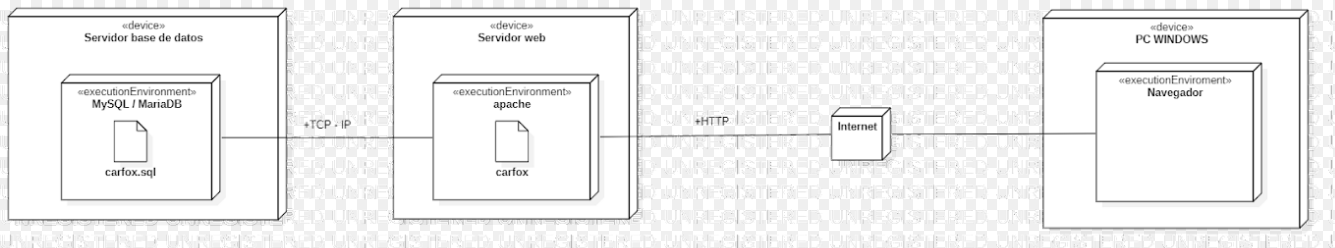 «device»
Servidor base de datos
«executionEnvironment»
MySQL / MariaDB
carfox.sql
+TCP - IP
«device»
Servidor web
«executionEnvironment»
apache
carfox
+HTTP
Internet
«device»
PC WINDOWS
«executionEnviroment»
Navegador